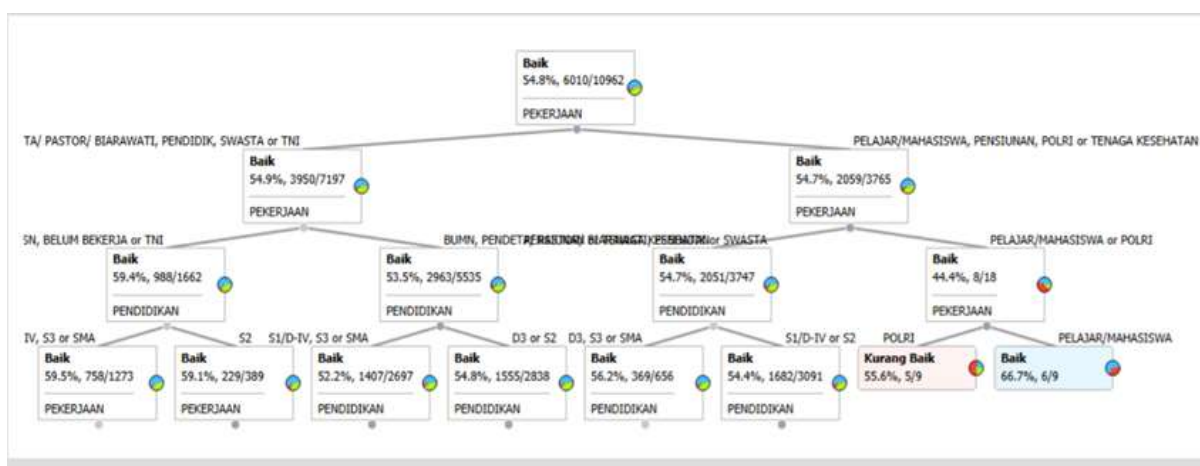 Baik
54.8%, 6010/10962
PEKERJAAN
TA/ PASTOR/ BIARAWATI, PENDIDIK, SWASTA or TNI
PELAJAR/MAHASISWA, PENSIUNAN, POLRI or TENAGA KESEHATAN
Baik
54.9%, 3950/7197
PEKERJAAN
Baik
54.7%, 2059/3765
PEKERJAAN
SN, BELUM BEKERJA or TNI
BUMN, PENDETA/ or SWASTA
PELAJAR/MAHASISWA or POLRI
Baik
59.4%, 988/1662
PENDIDIKAN
Baik
53.5%, 2963/5535
PENDIDIKAN
Baik
54.7%, 2051/3747
PENDIDIKAN
Baik
44.4%, 8/18
PEKERJAAN
IV, S3 or SMA
S2
S1/D-IV, S3 or SMA
D3 or S2
D3, S3 or SMA
S1/D-IV or S2
POLRI
PELAJAR/MAHASISWA
Baik
59.5%, 758/1273
PEKERJAAN
Baik
59.1%, 229/389
PEKERJAAN
Baik
52.2%, 1407/2697
PENDIDIKAN
Baik
54.8%, 1555/2838
PENDIDIKAN
Baik
56.2%, 369/656
PENDIDIKAN
Baik
54.4%, 1682/3091
PENDIDIKAN
Kurang Baik
55.6%, 5/9
Baik
66.7%, 6/9